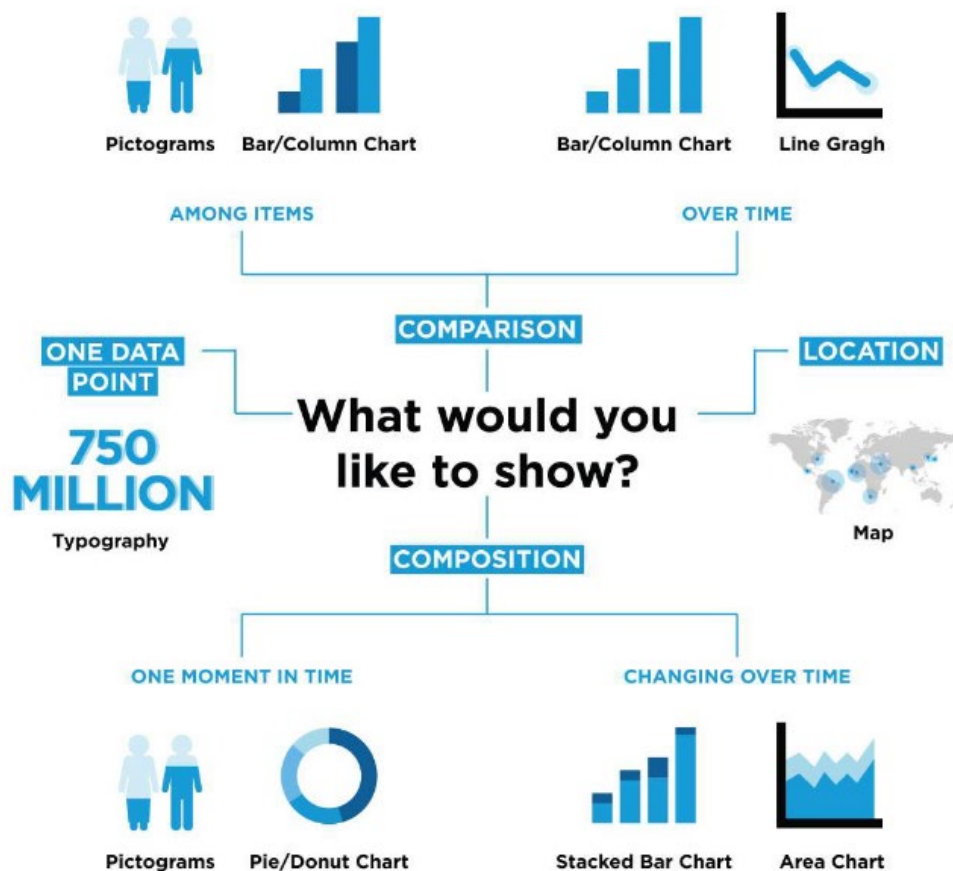 Pictograms
Bar/Column Chart
Bar/Column Chart
Line Gragh
AMONG ITEMS
OVER TIME
COMPARISON
ONE DATA
POINT
LOCATION
What would you
like to show?
750
MILLION
Typography
Map
COMPOSITION
ONE MOMENT IN TIME
CHANGING OVER TIME
Pictograms
Pie/Donut Chart
Stacked Bar Chart
Area Chart